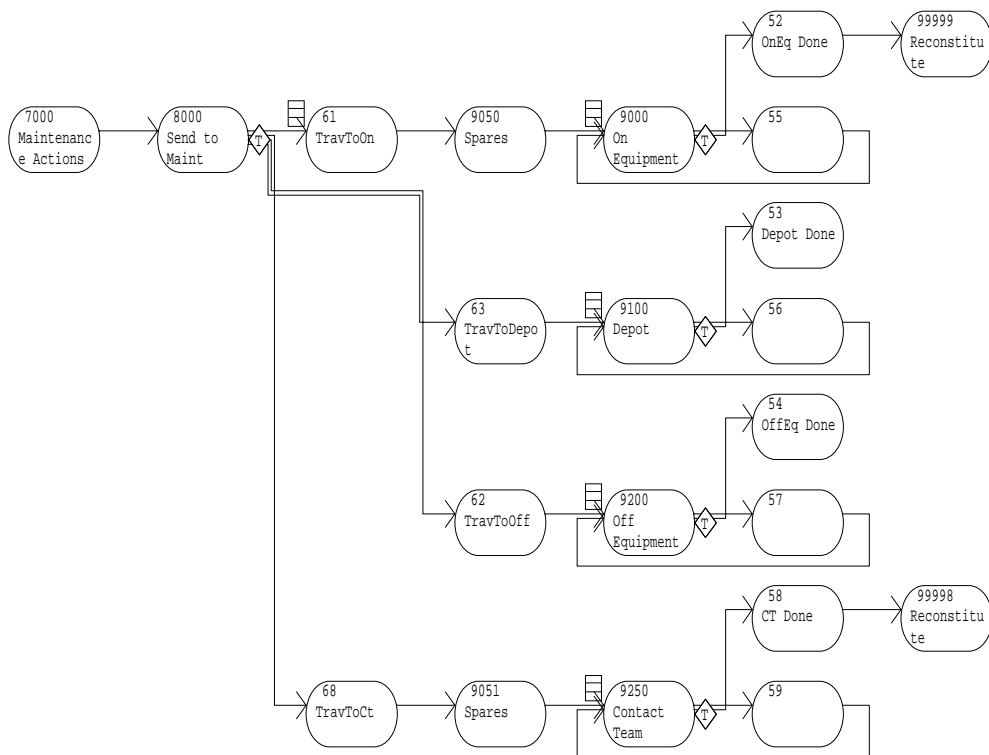 52
OnEq Done
99999
Reconstitu
te
7000
Maintenanc
e Actions
8000
Send to
Maint
T
61
TravToOn
9050
Spares
9000
On
Equipment
T
55
53
Depot Done
63
TravToDepo
t
9100
Depot
T
56
54
OffEq Done
62
TravToOff
9200
Off
Equipment
T
57
58
CT Done
99998
Reconstitu
te
68
TravToCt
9051
Spares
9250
Contact
Team
T
59